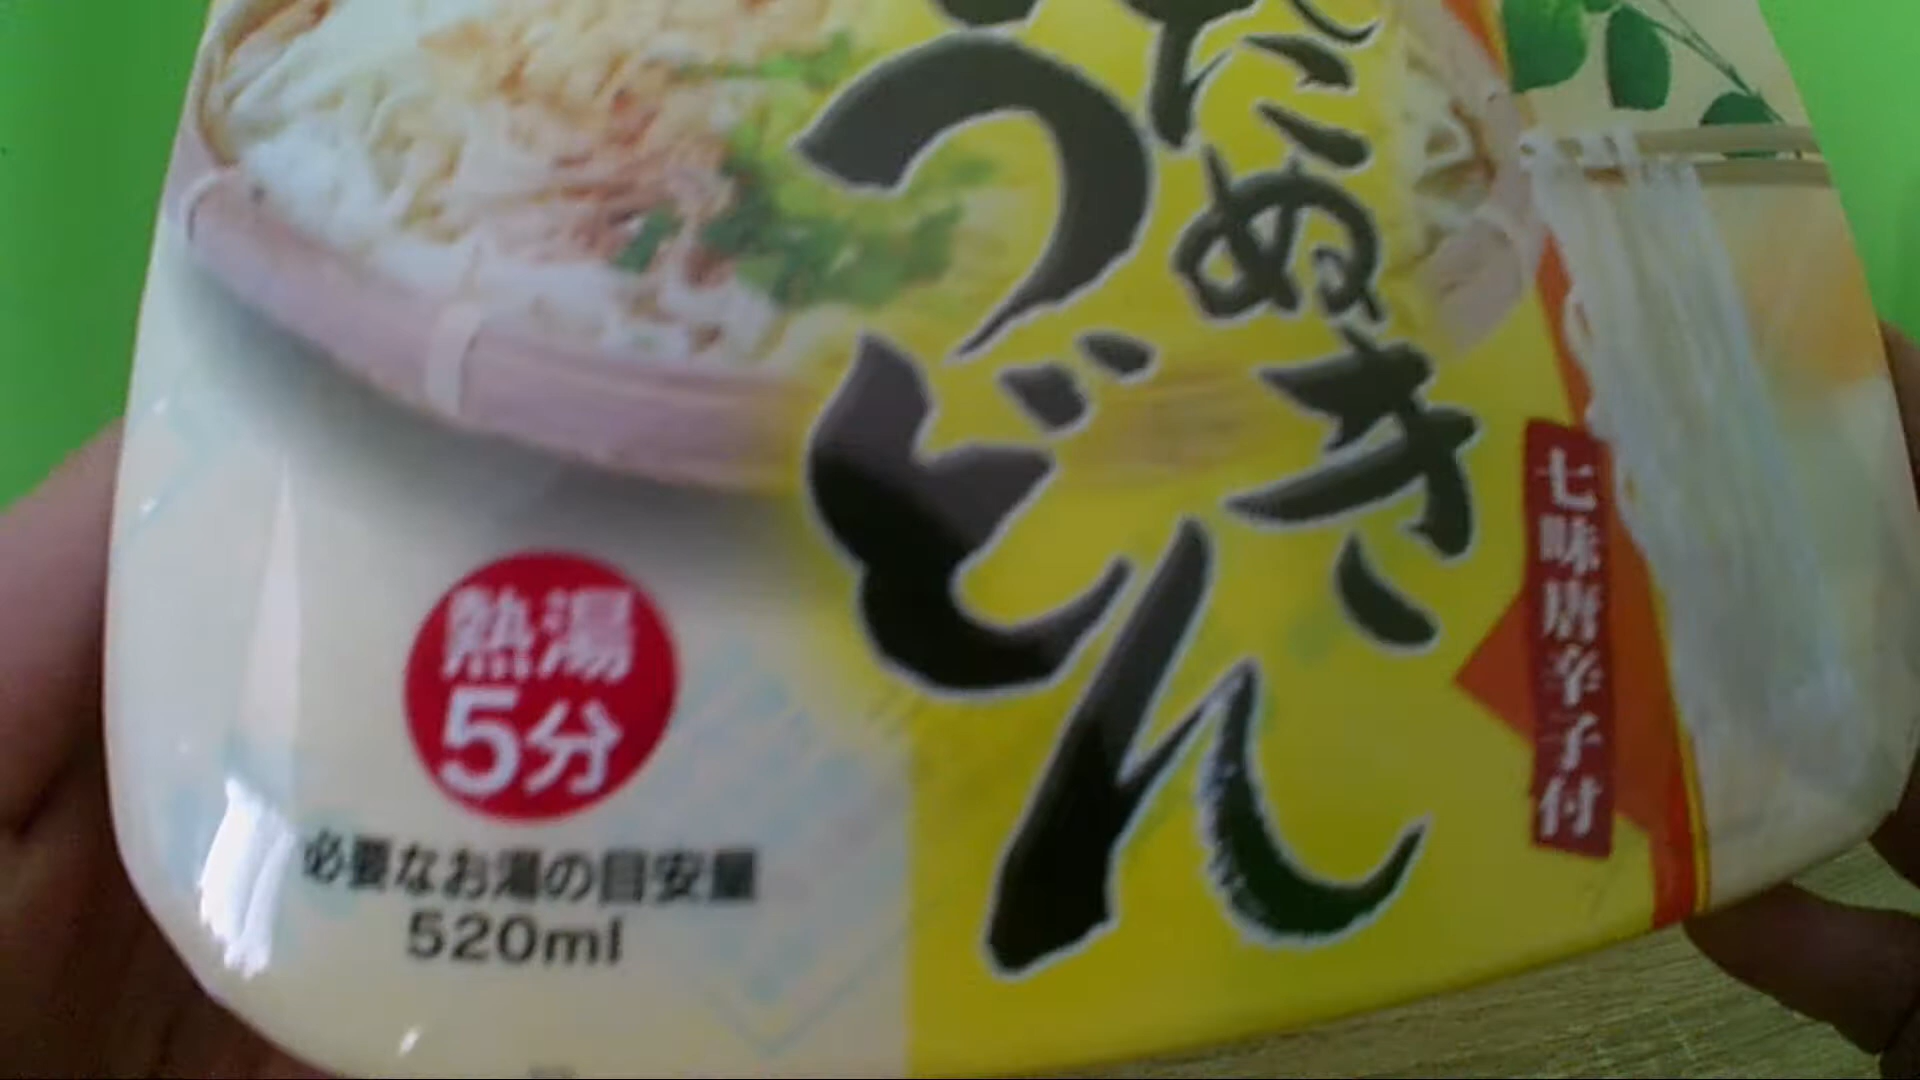 たぬき
うどん
七味唐辛子付
熱湯
5分
必要なお湯の目安量
520ml